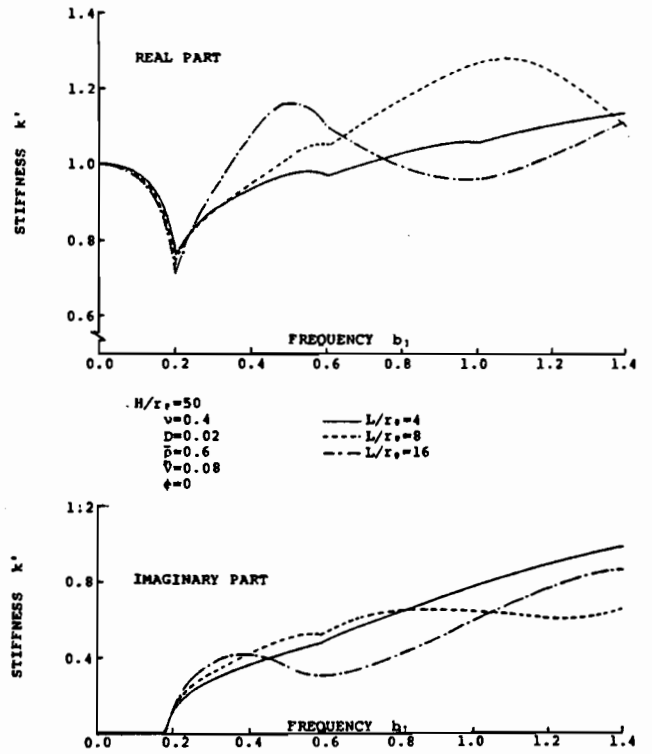 1.4
REAL PART
1.2
1.0
0.8
0.6
STIFFNESS k'
FREQUENCY b₁
0.0 0.2 0.4 0.6 0.8 1.0 1.2 1.4
H/r₀=50
ν=0.4
D=0.02
p̄=0.6
V̄=0.08
ϕ=0
L/r₀=4
L/r₀=8
L/r₀=16
1:2
IMAGINARY PART
0.8
0.4
STIFFNESS k'
FREQUENCY b₁
0.0 0.2 0.4 0.6 0.8 1.0 1.2 1.4